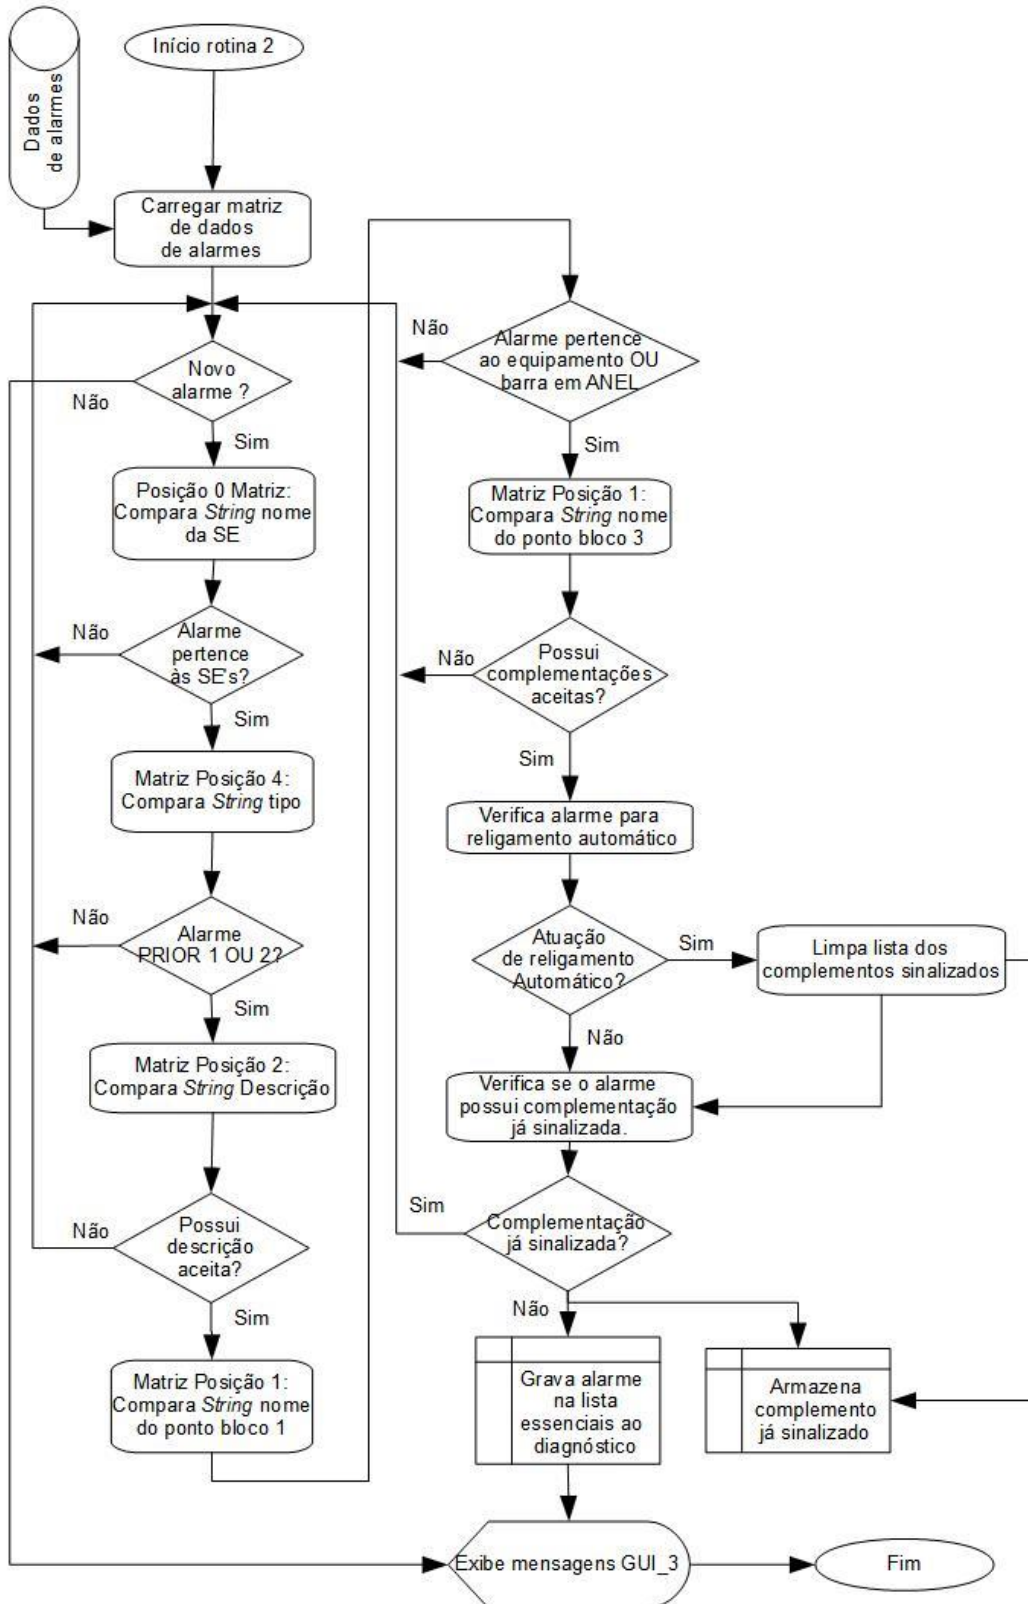 Dados
de alarmes
Início rotina 2
Carregar matriz
de dados
de alarmes
Novo
alarme ?
Não
Sim
Posição 0 Matriz:
Compara String nome
da SE
Alarme
pertence
às SE's?
Não
Sim
Matriz Posição 4:
Compara String tipo
Alarme
PRIOR 1 OU 2?
Não
Sim
Matriz Posição 2:
Compara String Descrição
Possui
descrição
aceita?
Não
Sim
Matriz Posição 1:
Compara String nome
do ponto bloco 1
Alarme pertence
ao equipamento OU
barra em ANEL
Não
Sim
Matriz Posição 1:
Compara String nome
do ponto bloco 3
Possui
complementações
aceitas?
Não
Sim
Verifica alarme para
religamento automático
Atuação
de religamento
Automático?
Sim
Não
Limpa lista dos
complementos sinalizados
Verifica se o alarme
possui complementação
já sinalizada.
Complementação
já sinalizada?
Sim
Não
Grava alarme
na lista
essenciais ao
diagnóstico
Armazena
complemento
já sinalizado
Exibe mensagens GUI_3
Fim